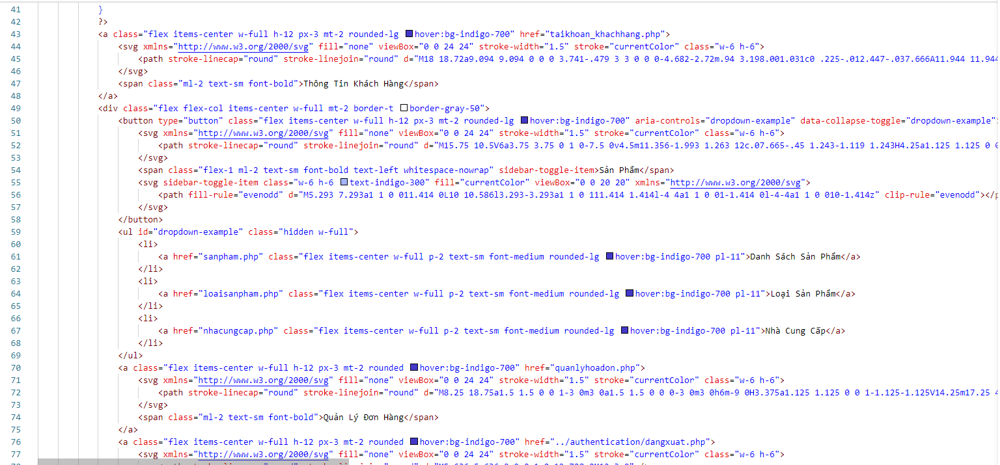 41 }
42 ?>
43 <a class="flex items-center w-full h-12 px-3 mt-2 rounded-lg hover:bg-indigo-700" href="taikhoan_khachhang.php">
44 <svg xmlns="http://www.w3.org/2000/svg" fill="none" viewBox="0 0 24 24" stroke-width="1.5" stroke="currentColor" class="w-6 h-6">
45 <path stroke-linecap="round" stroke-linejoin="round" d="M18 18.72a9.094 9.094 0 0 0 3.741-.479 3 3 0 0 0-4.682-2.72m.94 3.198.001.031c0 .225-.012.447-.037.666A11.944 11.944
46 </svg>
47 <span class="ml-2 text-sm font-bold">Thông Tin Khách Hàng</span>
48 </a>
49 <div class="flex flex-col items-center w-full mt-2 border-t border-gray-50">
50 <button type="button" class="flex items-center w-full h-12 px-3 mt-2 rounded-lg hover:bg-indigo-700" aria-controls="dropdown-example" data-collapse-toggle="dropdown-example">
51 <svg xmlns="http://www.w3.org/2000/svg" fill="none" viewBox="0 0 24 24" stroke-width="1.5" stroke="currentColor" class="w-6 h-6">
52 <path stroke-linecap="round" stroke-linejoin="round" d="M15.75 10.5V6a3.75 3.75 0 1 0-7.5 0v4.5m11.356-1.993 1.263 12c.07.665-.45 1.243-1.119 1.243H4.25a1.125 1.125 0 0
53 </svg>
54 <span class="flex-1 ml-2 text-sm font-bold text-left whitespace-nowrap" sidebar-toggle-item>Sản Phẩm</span>
55 <svg sidebar-toggle-item class="w-6 h-6 text-indigo-300" fill="currentColor" viewBox="0 0 20 20" xmlns="http://www.w3.org/2000/svg">
56 <path fill-rule="evenodd" d="M5.293 7.293a1 1 0 011.414 0L10 10.586l3.293-3.293a1 1 0 111.414 1.414l-4 4a1 1 0 01-1.414 0l-4-4a1 1 0 010-1.414z" clip-rule="evenodd"></p
57 </svg>
58 </button>
59 <ul id="dropdown-example" class="hidden w-full">
60 <li>
61 <a href="sanpham.php" class="flex items-center w-full p-2 text-sm font-medium rounded-lg hover:bg-indigo-700 pl-11">Danh Sách Sản Phẩm</a>
62 </li>
63 <li>
64 <a href="loaisanpham.php" class="flex items-center w-full p-2 text-sm font-medium rounded-lg hover:bg-indigo-700 pl-11">Loại Sản Phẩm</a>
65 </li>
66 <li>
67 <a href="nhacungcap.php" class="flex items-center w-full p-2 text-sm font-medium rounded-lg hover:bg-indigo-700 pl-11">Nhà Cung Cấp</a>
68 </li>
69 </ul>
70 <a class="flex items-center w-full h-12 px-3 mt-2 rounded hover:bg-indigo-700" href="quanlyhoadon.php">
71 <svg xmlns="http://www.w3.org/2000/svg" fill="none" viewBox="0 0 24 24" stroke-width="1.5" stroke="currentColor" class="w-6 h-6">
72 <path stroke-linecap="round" stroke-linejoin="round" d="M8.25 18.75a1.5 1.5 0 0 1-3 0m3 0a1.5 1.5 0 0 0-3 0m3 0h6m-9 0H3.375a1.125 1.125 0 0 1-1.125-1.125V14.25m17.25 4
73 </svg>
74 <span class="ml-2 text-sm font-bold">Quản Lý Đơn Hàng</span>
75 </a>
76 <a class="flex items-center w-full h-12 px-3 mt-2 rounded hover:bg-indigo-700" href="../authentication/dangxuat.php">
77 <svg xmlns="http://www.w3.org/2000/svg" fill="none" viewBox="0 0 24 24" stroke-width="1.5" stroke="currentColor" class="w-6 h-6">